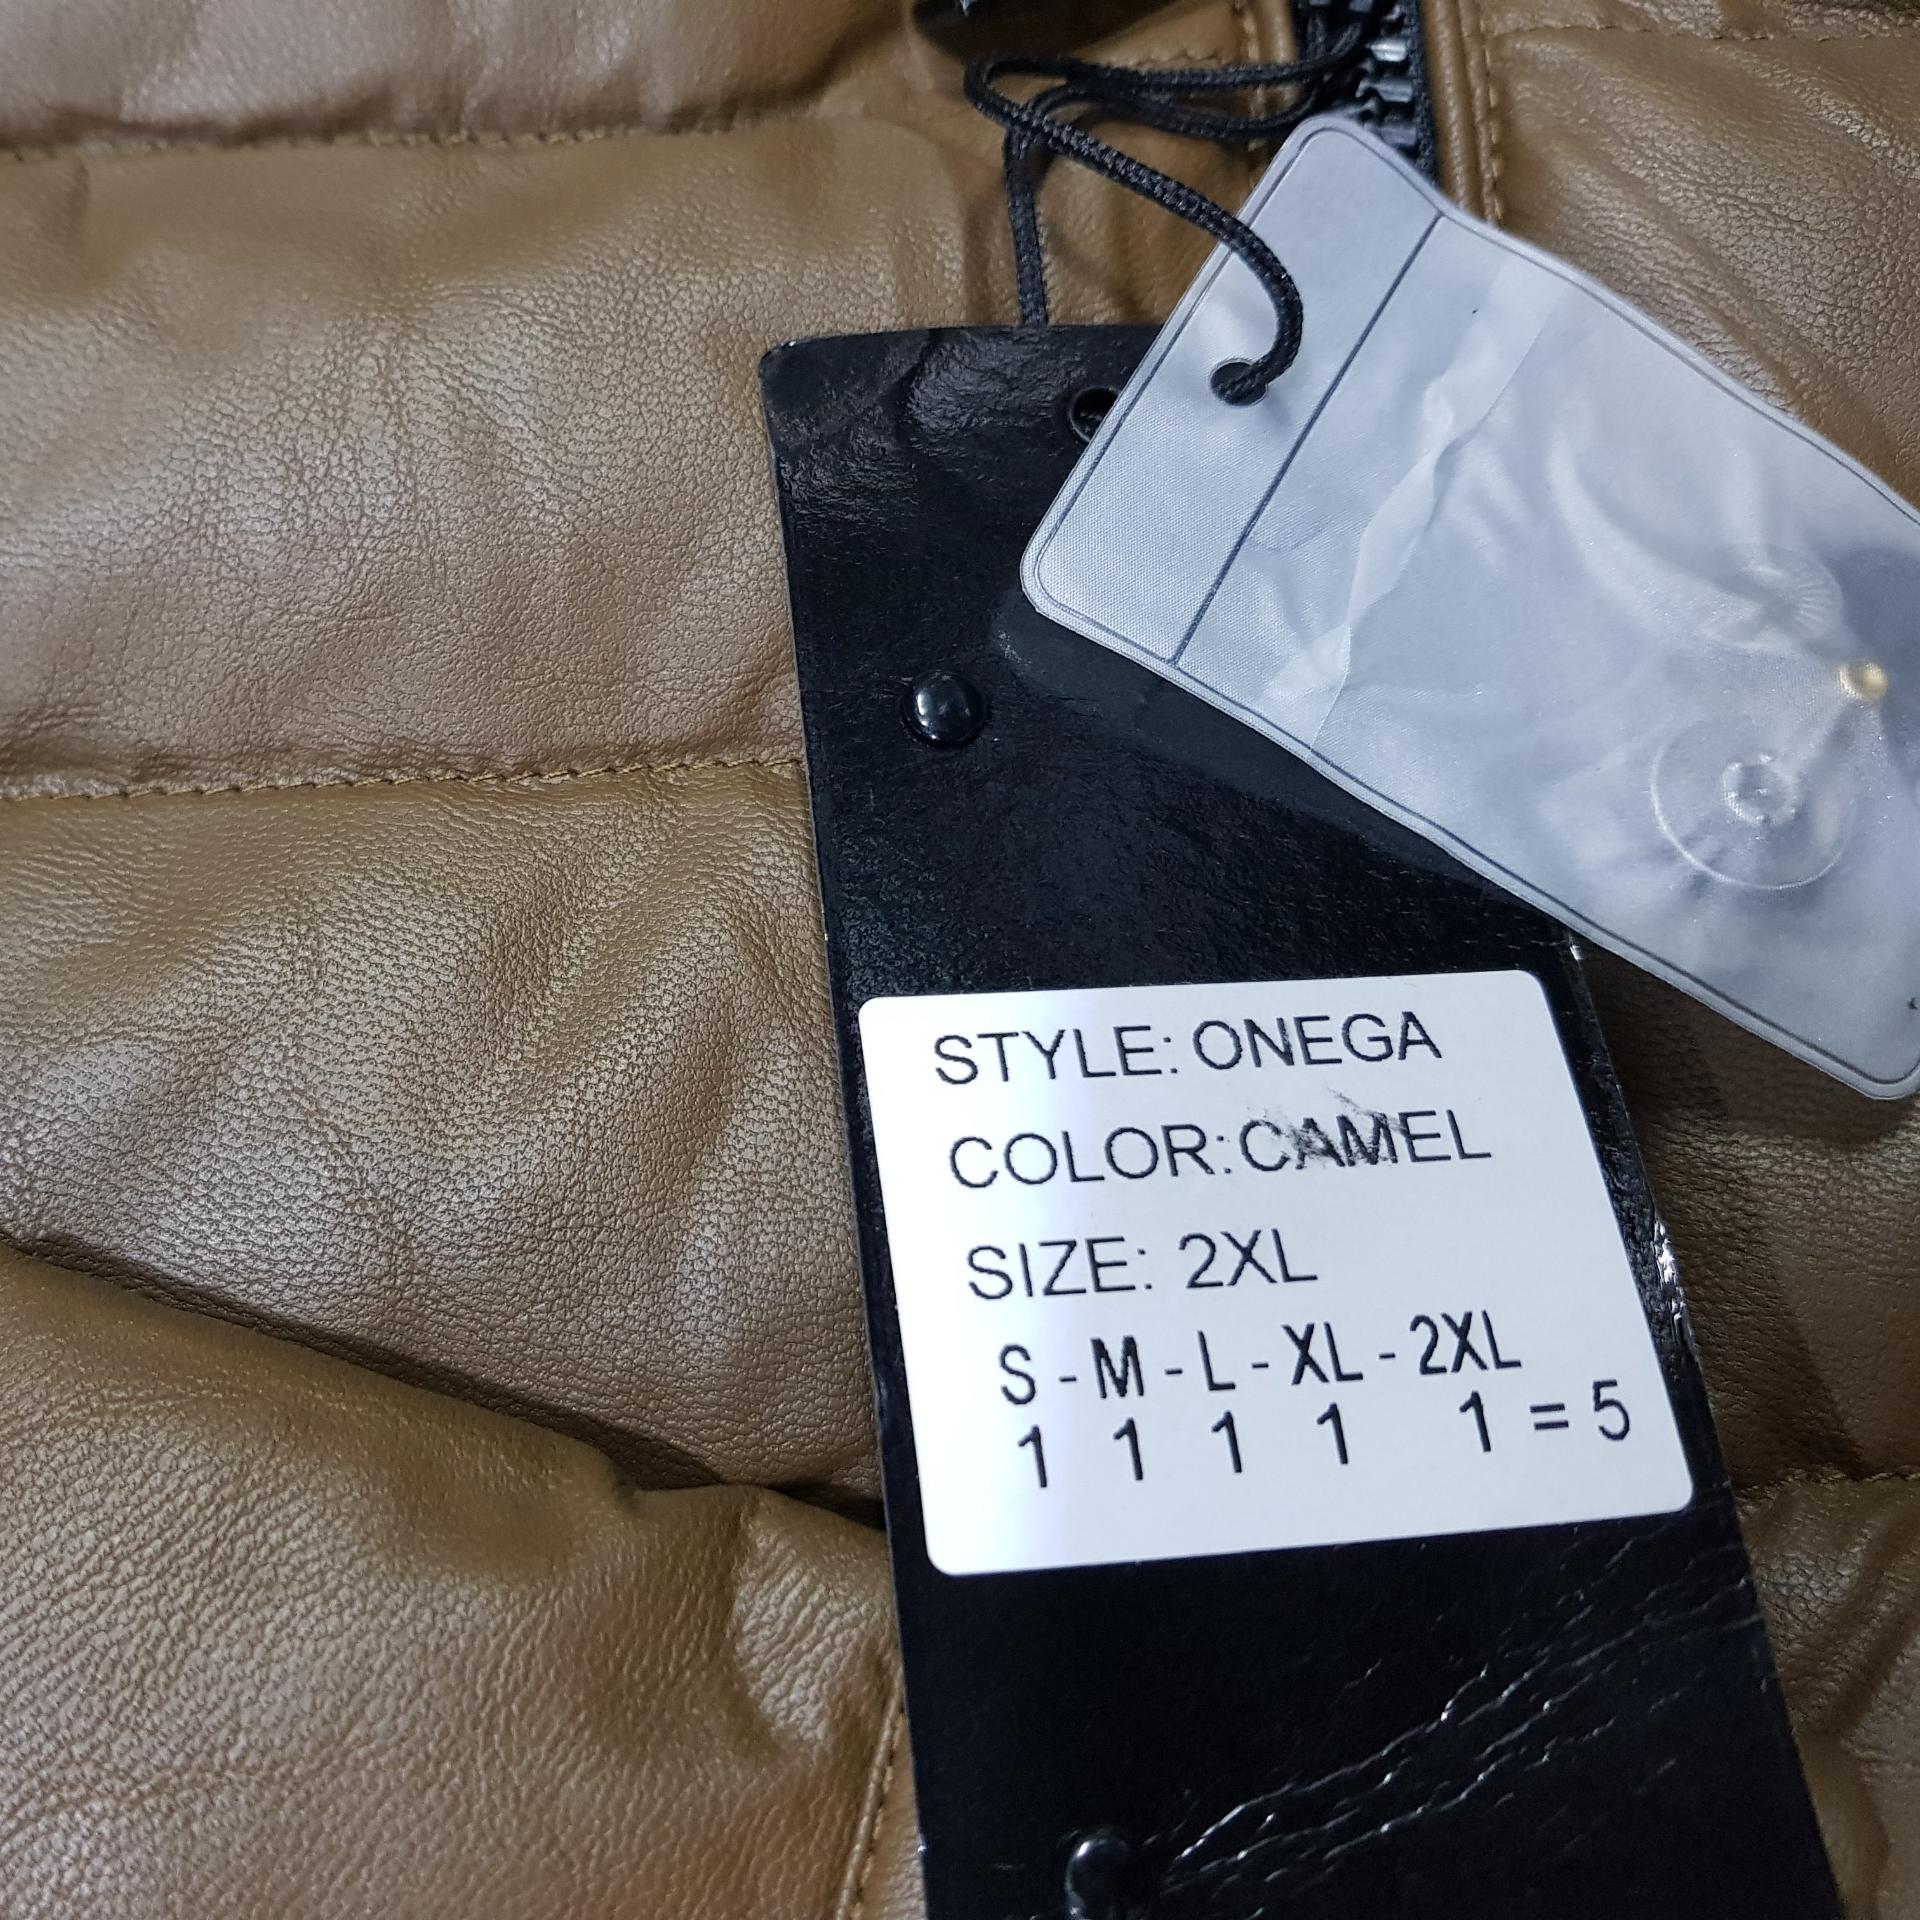 STYLE: ONEGA
COLOR: CAMEL
SIZE: 2XL
S - M - L - XL - 2XL
1 1 1 1 1 = 5